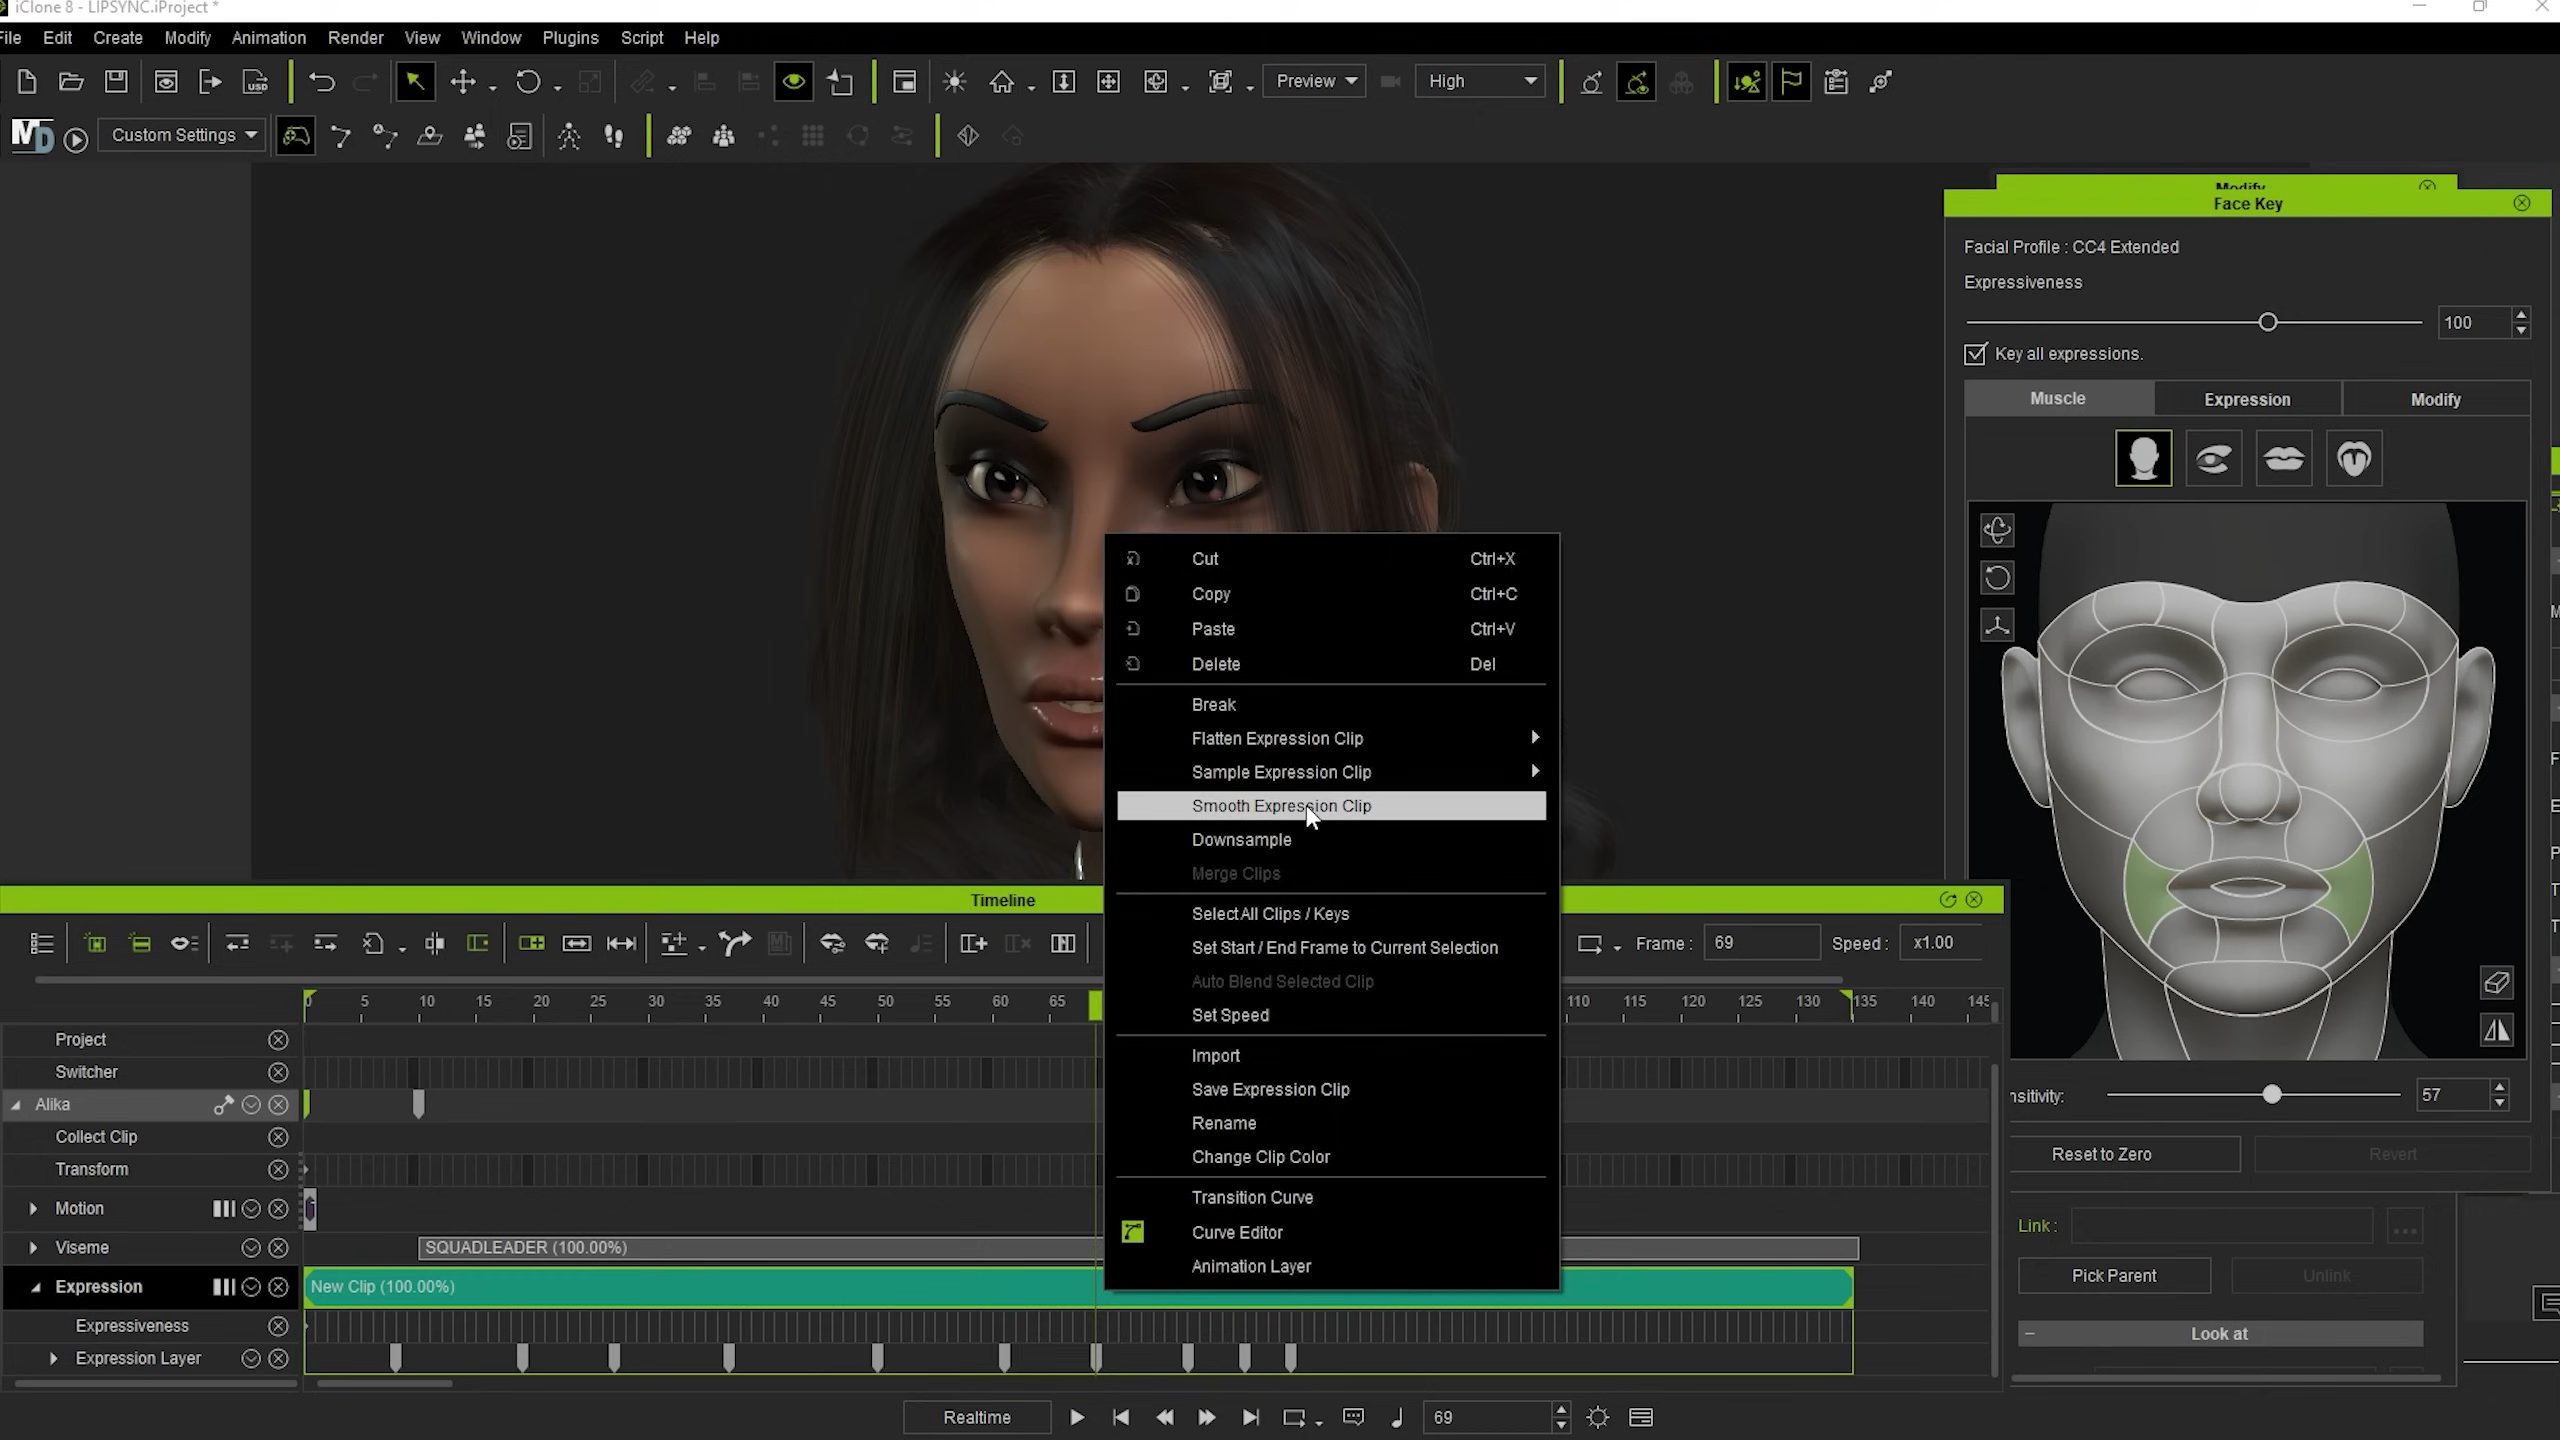 iClone 8 - LIPSYNC.iProject *
File Edit Create Modify Animation Render View Window Plugins Script Help
USD
Preview High
MD Custom Settings
Modify
Face Key
Facial Profile : CC4 Extended
Expressiveness
100
Key all expressions.
Muscle Expression Modify
Cut Ctrl+X
Copy Ctrl+C
Paste Ctrl+V
Delete Del
Break
Flatten Expression Clip
Sample Expression Clip
Smooth Expression Clip
Downsample
Merge Clips
Select All Clips / Keys
Set Start / End Frame to Current Selection
Auto Blend Selected Clip
Set Speed
Import
Save Expression Clip
Rename
Change Clip Color
Transition Curve
Curve Editor
Animation Layer
Timeline
Frame : 69 Speed : x1.00
0 5 10 15 20 25 30 35 40 45 50 55 60 65 110 115 120 125 130 135 140 145
Project
Switcher
Alika
Collect Clip
Transform
Motion
Viseme SQUADLEADER (100.00%)
Expression New Clip (100.00%)
Expressiveness
Expression Layer
nsitivity: 57
Reset to Zero Revert
Link :
Pick Parent Unlink
Look at
Realtime 69